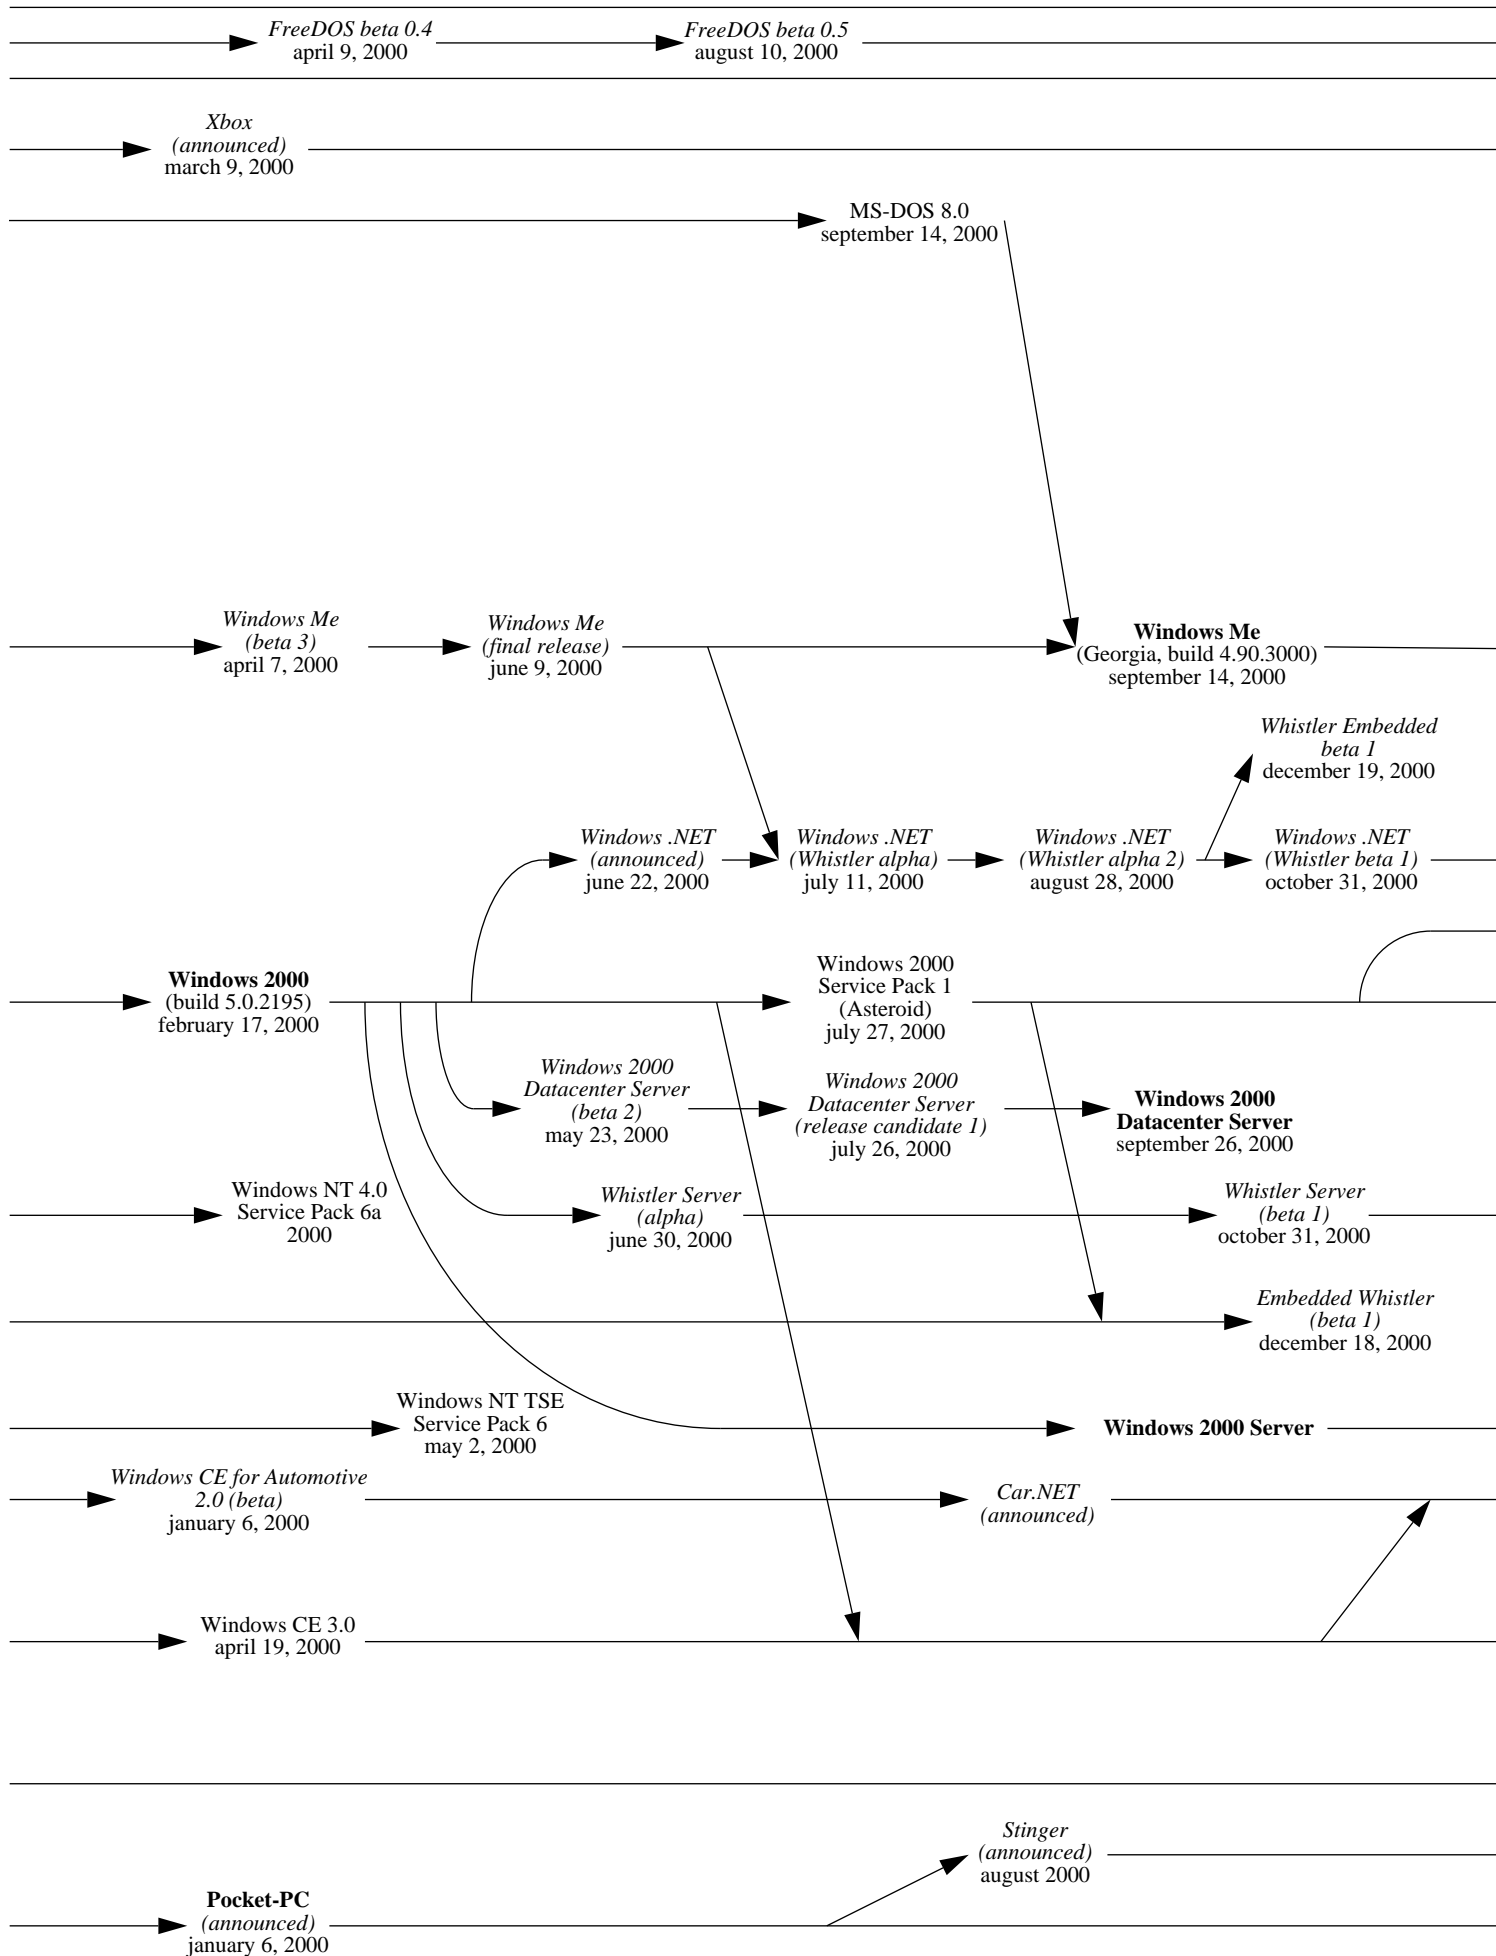 FreeDOS beta 0.4
april 9, 2000
FreeDOS beta 0.5
august 10, 2000
Xbox
(announced)
march 9, 2000
MS-DOS 8.0
september 14, 2000
Windows Me
(beta 3)
april 7, 2000
Windows Me
(final release)
june 9, 2000
Windows Me
(Georgia, build 4.90.3000)
september 14, 2000
Whistler Embedded
beta 1
december 19, 2000
Windows .NET
(announced)
june 22, 2000
Windows .NET
(Whistler alpha)
july 11, 2000
Windows .NET
(Whistler alpha 2)
august 28, 2000
Windows .NET
(Whistler beta 1)
october 31, 2000
Windows 2000
(build 5.0.2195)
february 17, 2000
Windows 2000
Service Pack 1
(Asteroid)
july 27, 2000
Windows 2000
Datacenter Server
(beta 2)
may 23, 2000
Windows 2000
Datacenter Server
(release candidate 1)
july 26, 2000
Windows 2000
Datacenter Server
september 26, 2000
Windows NT 4.0
Service Pack 6a
2000
Whistler Server
(alpha)
june 30, 2000
Whistler Server
(beta 1)
october 31, 2000
Embedded Whistler
(beta 1)
december 18, 2000
Windows NT TSE
Service Pack 6
may 2, 2000
Windows 2000 Server
Windows CE for Automotive
2.0 (beta)
january 6, 2000
Car.NET
(announced)
Windows CE 3.0
april 19, 2000
Stinger
(announced)
august 2000
Pocket-PC
(announced)
january 6, 2000